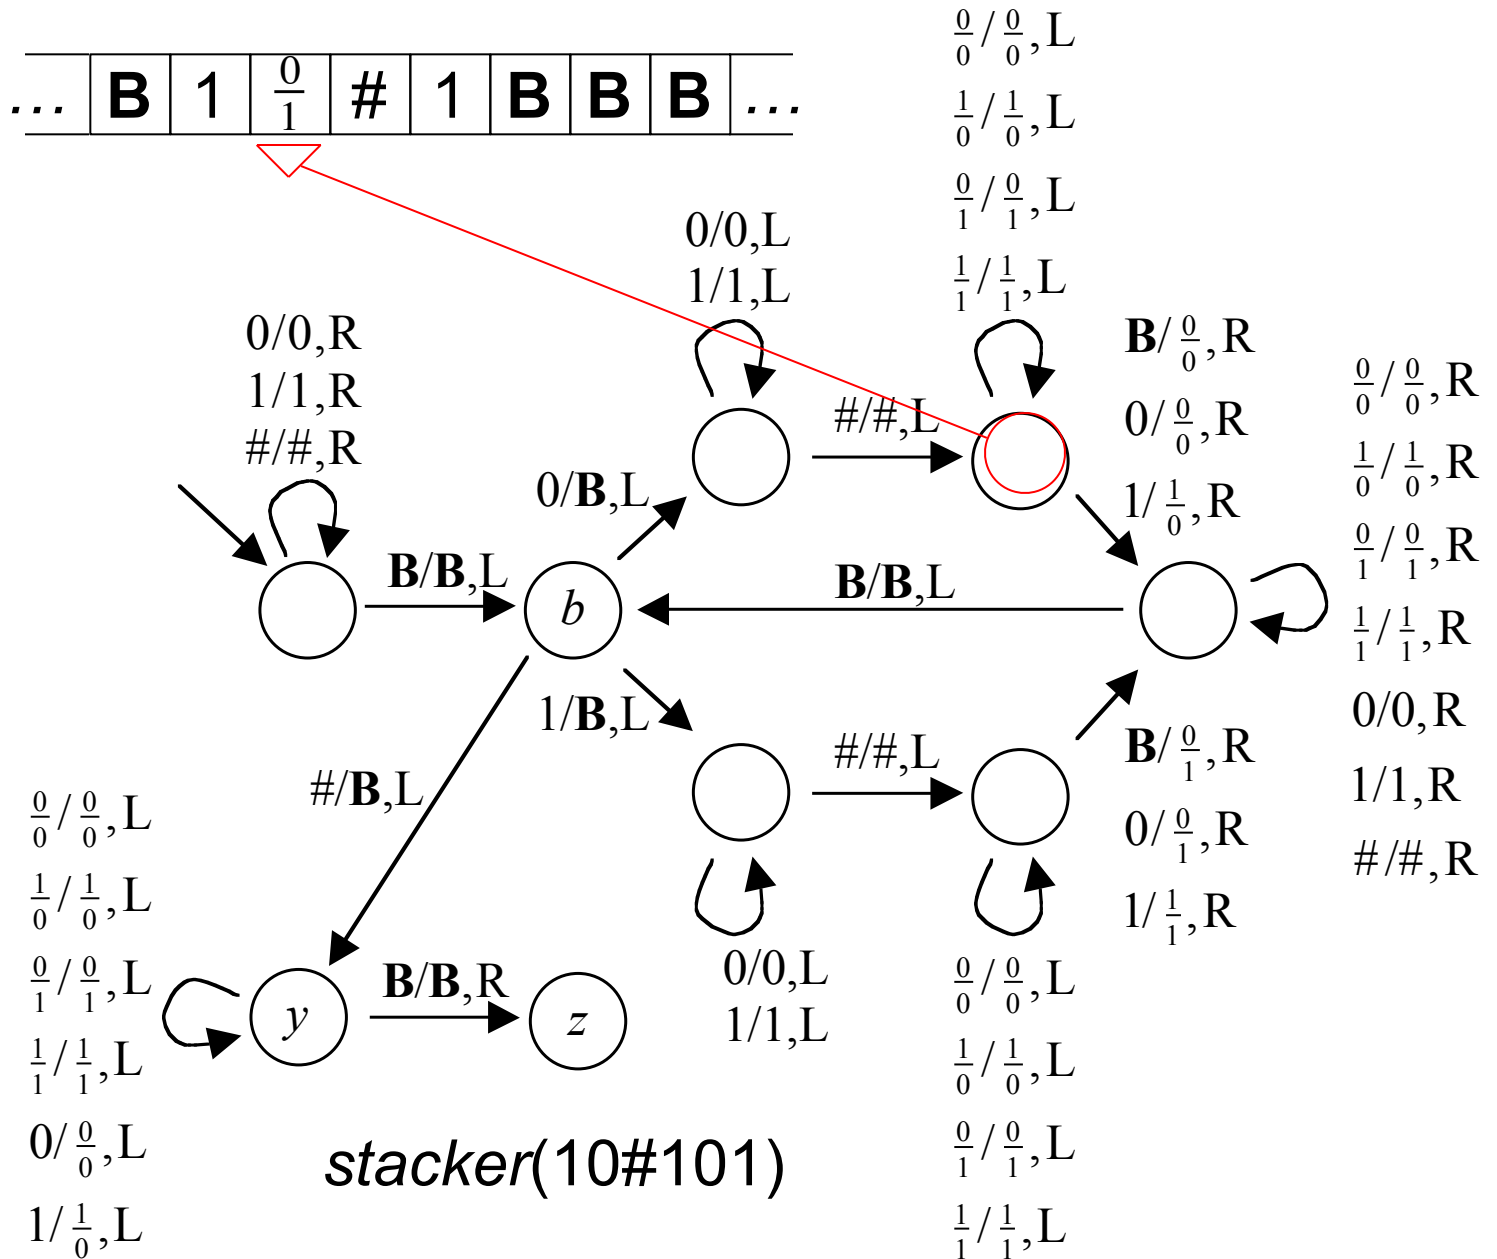 ... B 1 0/1 # 1 B B B ...
0/0 / 0/0, L
1/0 / 1/0, L
0/1 / 0/1, L
1/1 / 1/1, L
0/0,L
1/1,L
0/0,R
1/1,R
#/#,R
#/#,L
B/ 0/0, R
0/ 0/0, R
1/ 1/0, R
0/0 / 0/0, R
1/0 / 1/0, R
0/1 / 0/1, R
1/1 / 1/1, R
0/0, R
1/1, R
#/#, R
0/B,L
B/B,L
b
B/B,L
1/B,L
#/B,L
#/#,L
B/ 0/1, R
0/ 0/1, R
1/ 1/1, R
0/0 / 0/0, L
1/0 / 1/0, L
0/1 / 0/1, L
1/1 / 1/1, L
0/ 0/0, L
1/ 1/0, L
y
B/B,R
z
0/0,L
1/1,L
0/0 / 0/0, L
1/0 / 1/0, L
0/1 / 0/1, L
1/1 / 1/1, L
stacker(10#101)